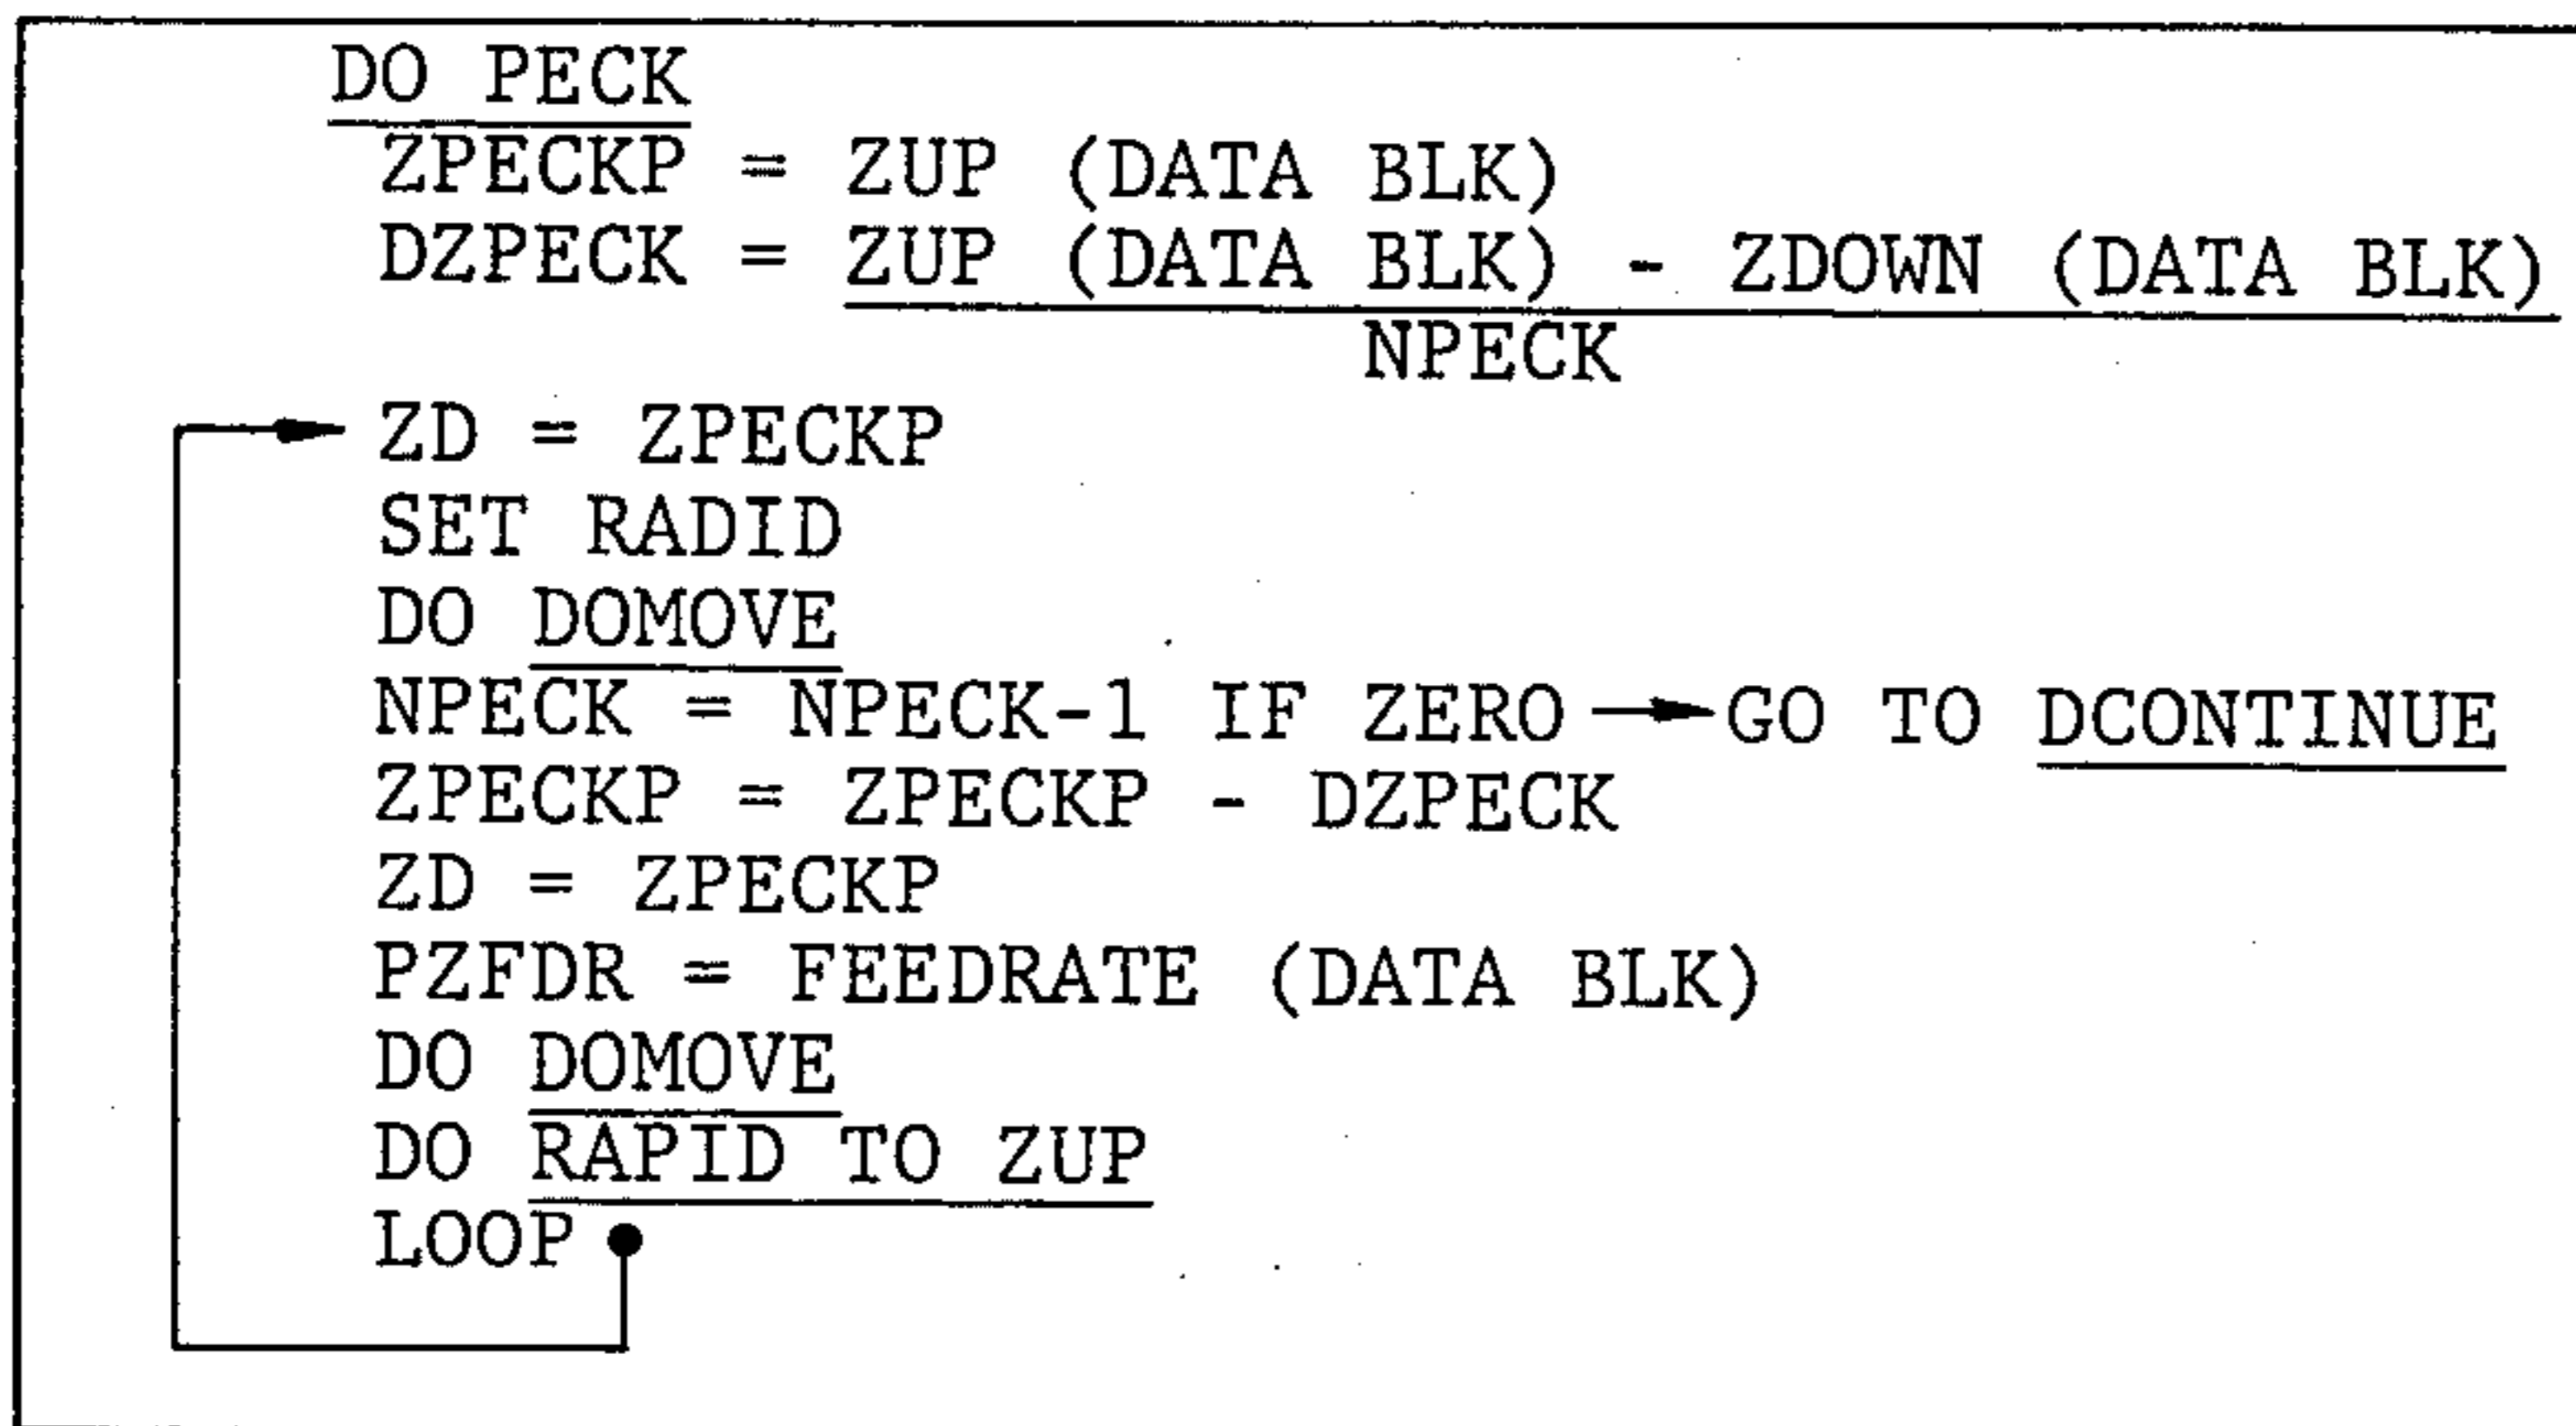 DO PECK
ZPECKP = ZUP (DATA BLK)
DZPECK = ZUP (DATA BLK) - ZDOWN (DATA BLK)
NPECK
ZD = ZPECKP
SET RADID
DO DOMOVE
NPECK = NPECK-1 IF ZERO → GO TO DCONTINUE
ZPECKP = ZPECKP - DZPECK
ZD = ZPECKP
PZFDR = FEEDRATE (DATA BLK)
DO DOMOVE
DO RAPID TO ZUP
LOOP